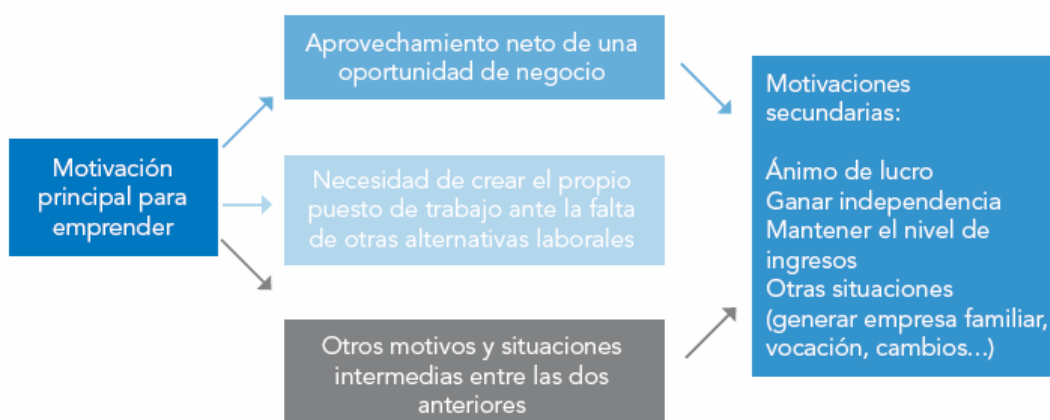 Motivación
principal para
emprender
Aprovechamiento neto de una
oportunidad de negocio
Necesidad de crear el propio
puesto de trabajo ante la falta
de otras alternativas laborales
Otros motivos y situaciones
intermedias entre las dos
anteriores
Motivaciones
secundarias:
Ánimo de lucro
Ganar independencia
Mantener el nivel de
ingresos
Otras situaciones
(generar empresa familiar,
vocación, cambios...)